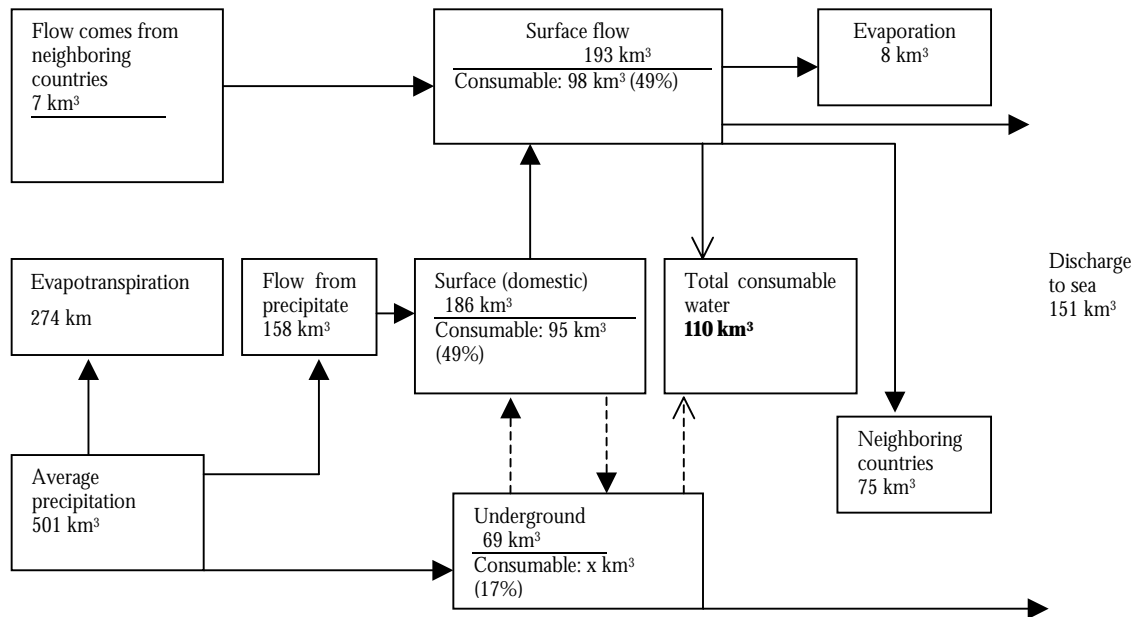 Flow comes from
neighboring
countries
7 km³
Surface flow
193 km³
Consumable: 98 km³ (49%)
Evaporation
8 km³
Evapotranspiration
274 km
Flow from
precipitate
158 km³
Surface (domestic)
186 km³
Consumable: 95 km³
(49%)
Total consumable
water
110 km³
Discharge
to sea
151 km³
Neighboring
countries
75 km³
Average
precipitation
501 km³
Underground
69 km³
Consumable: x km³
(17%)